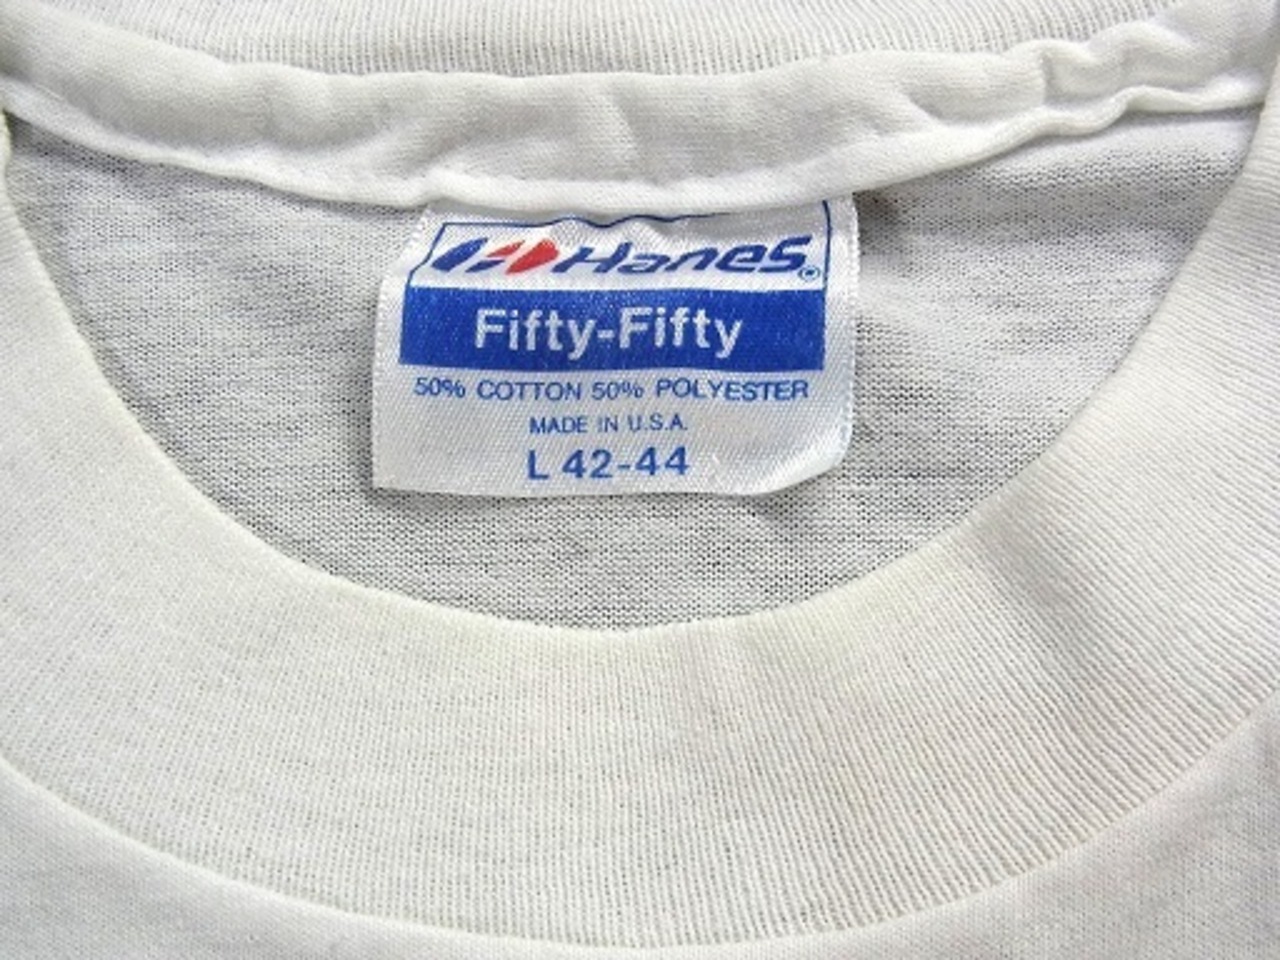 Hanes®
Fifty-Fifty
50% COTTON 50% POLYESTER
MADE IN U.S.A.
L 42-44